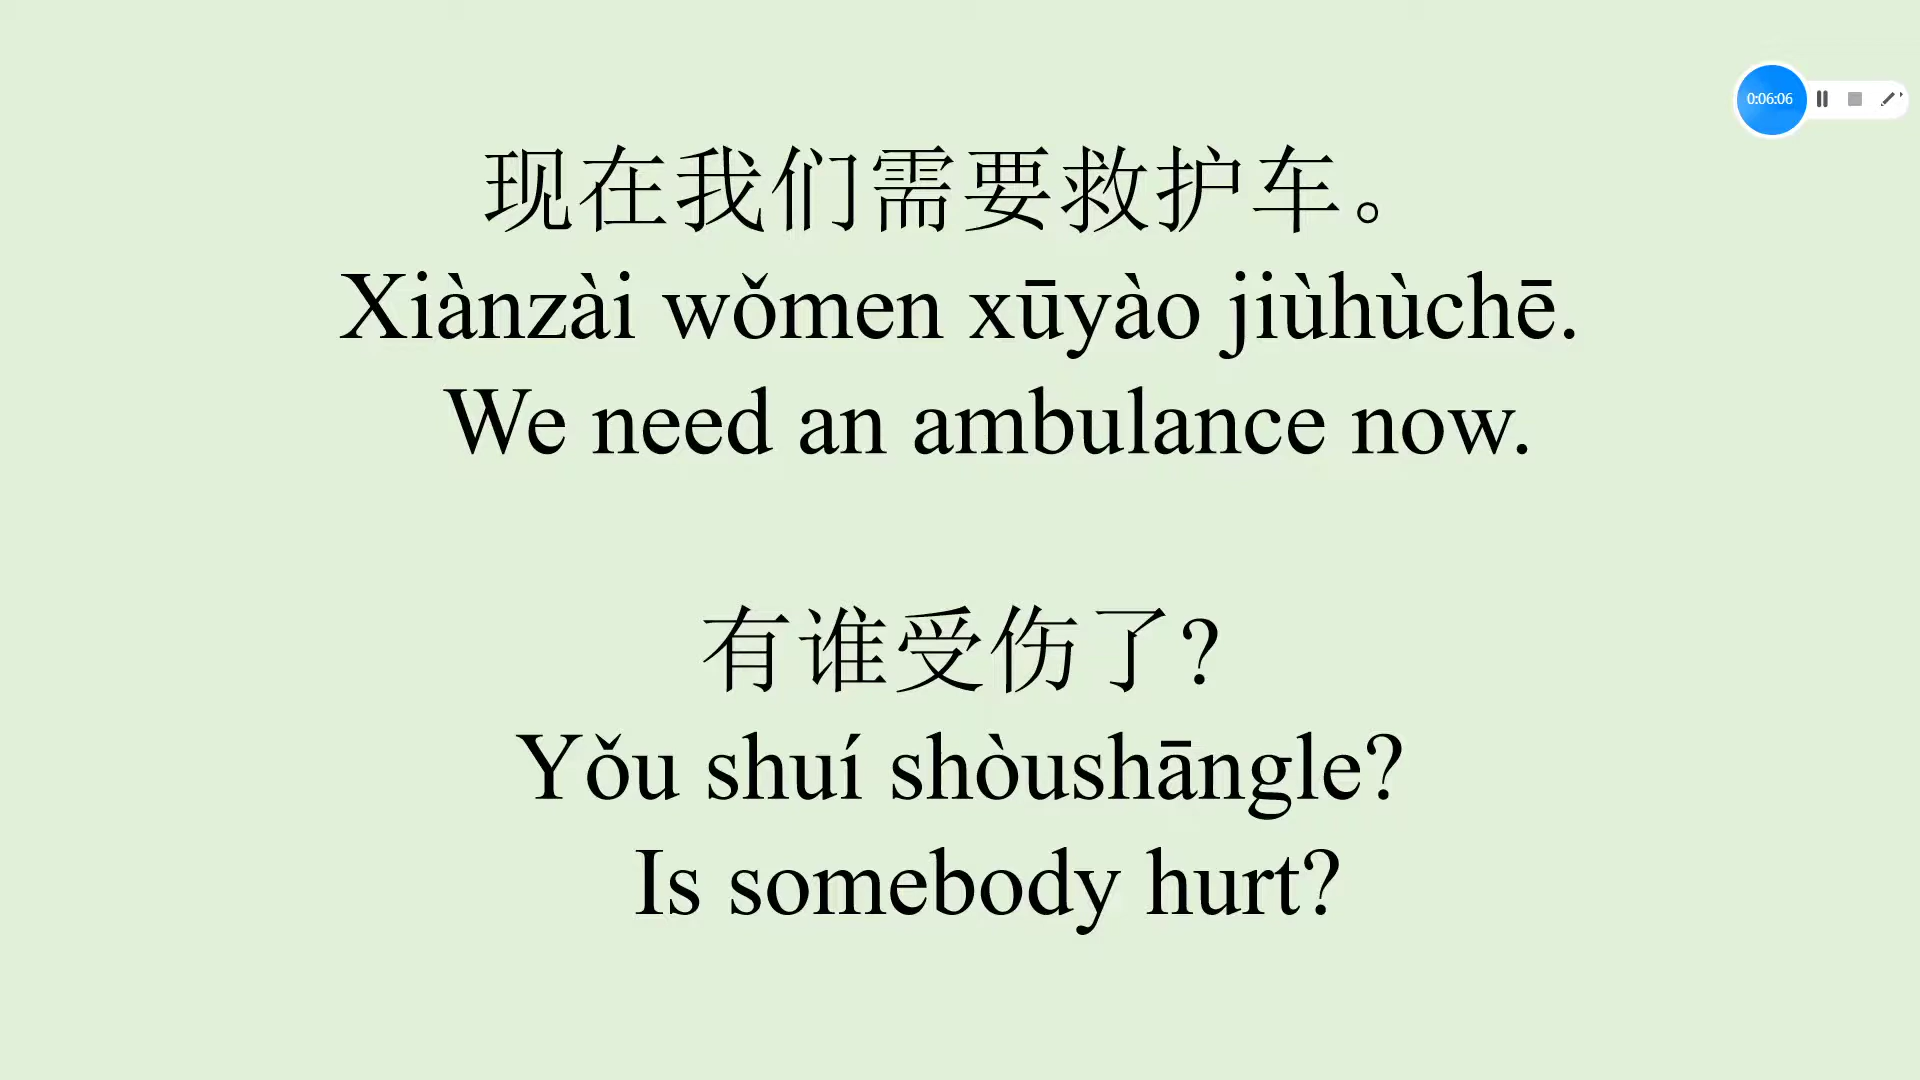 0:06:06
现在我们需要救护车。
Xiànzài wǒmen xūyào jiùhùchē.
We need an ambulance now.
有谁受伤了?
Yǒu shuí shòushāngle?
Is somebody hurt?